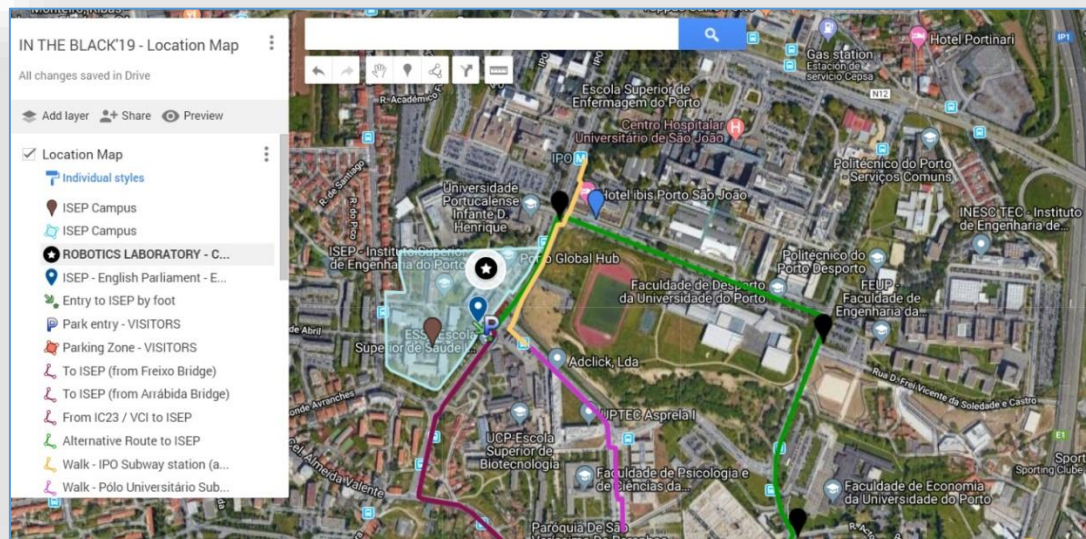 IN THE BLACK'19 - Location Map
All changes saved in Drive
Add layer
Share
Preview
Location Map
Individual styles
ISEP Campus
ISEP Campus
ROBOTICS LABORATORY - C...
ISEP - English Parliament - E...
Entry to ISEP by foot
Park entry - VISITORS
Parking Zone - VISITORS
To ISEP (from Freixo Bridge)
To ISEP (from Arrábida Bridge)
From IC23 / VCI to ISEP
Alternative Route to ISEP
Walk - IPO Subway station (a...
Walk - Pólo Universitário Sub...
Gas station
Estación de
servicio Cepsa
Hotel Portinari
IP1
N12
Escola Superior de
Enfermagem do Porto
Centro Hospitalar
Universitário de São João
IPO
M
H
Politécnico do Porto
- Serviços Comuns
Universidade
Portucalense
Infante D.
Henrique
Hotel ibis Porto São João
INESC TEC - Instituto
de Engenharia de...
ISEP - Instituto Superior
de Engenharia do Porto
Porto Global Hub
Politécnico do
Porto Desporto
Faculdade de Desporto
da Universidade do Porto
FEUP -
Faculdade de
Engenharia da...
P
Adclick, Lda
Rua D. Frei Vicente da Soledade e Castro
UPTEC Asprela I
UCP-Escola
Superior de
Biotecnologia
E1
Faculdade de Psicologia e
de Ciências da...
Faculdade de Economia
da Universidade do Porto
Sporting Clube
Paróquia De São